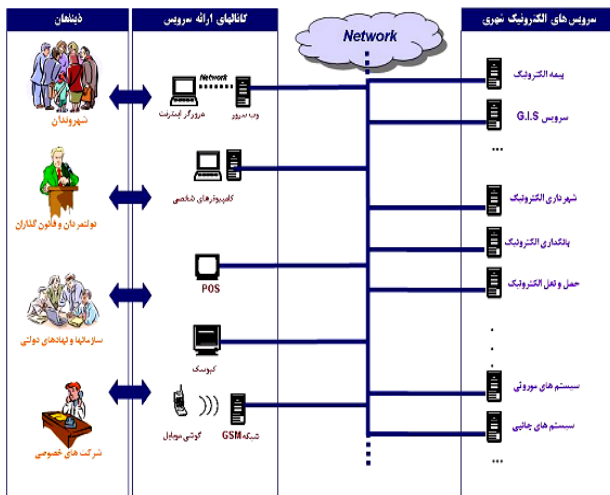 سرویس های الکترونیک شهری
کانالهای ارائه سرویس
ذینفعان
Network
بیمه الکترونیک
سرویس G.I.S
...
شهرداری الکترونیک
بانکداری الکترونیک
حمل و نقل الکترونیک
سیستم های موروثی
سیستم های جانبی
...
Network
مرورگر اینترنت
وب سرور
کامپیوترهای شخصی
POS
کیوسک
گوشی موبایل
شبکه GSM
شهروندان
دولتمردان و قانون گذاران
سازمانها و نهادهای دولتی
شرکت های خصوصی